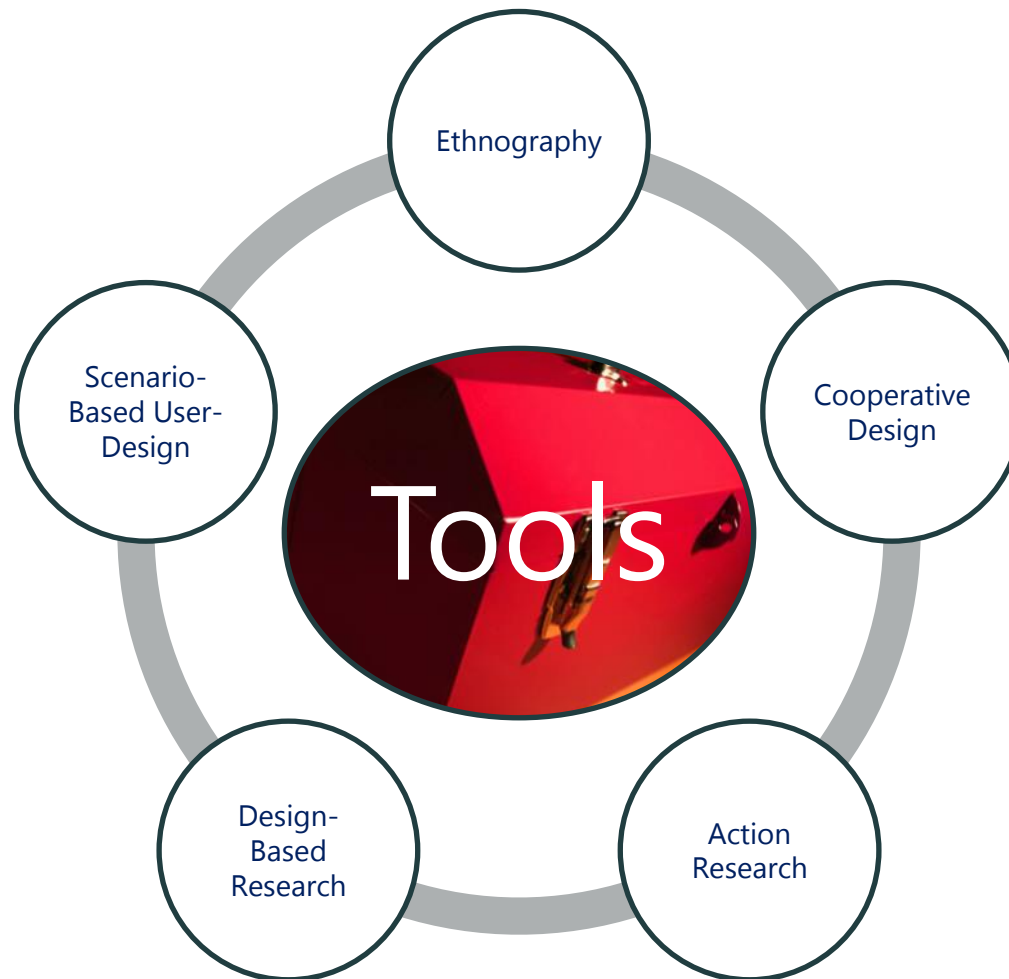 Ethnography
Scenario-
Based User-
Design
Cooperative
Design
Tools
Design-
Based
Research
Action
Research